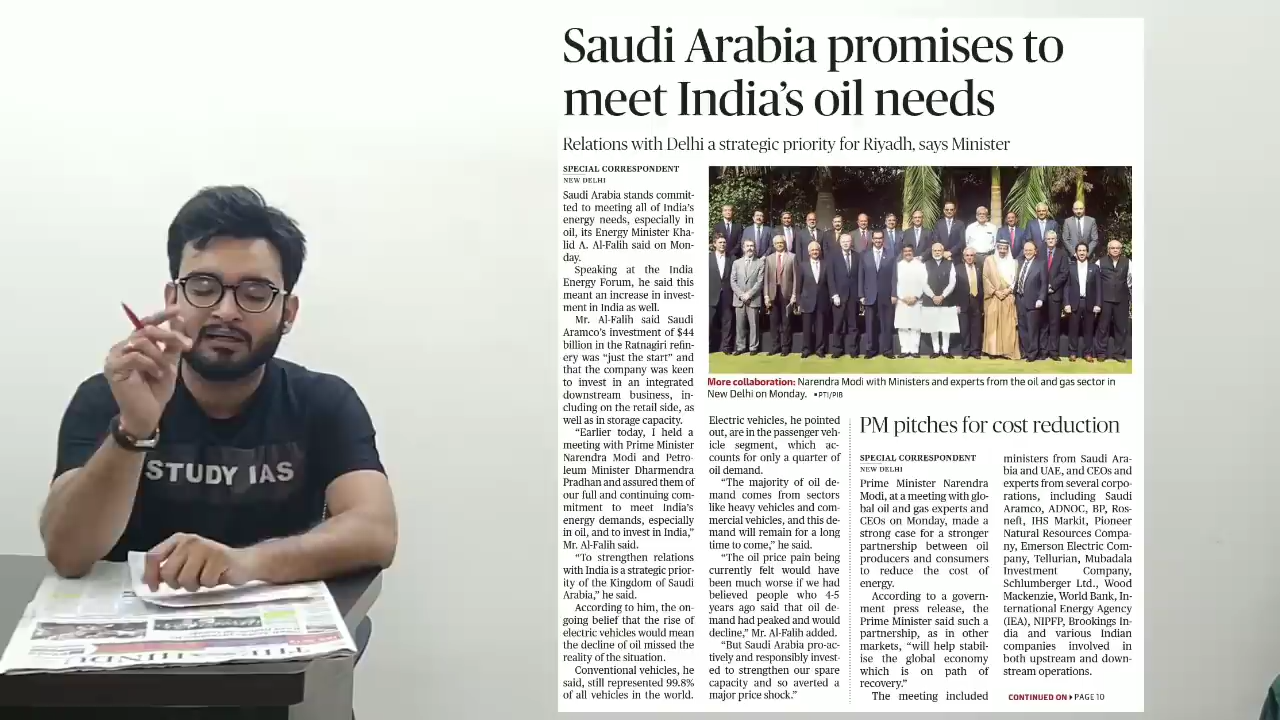 STUDY IAS
THE HINDU
Saudi Arabia promises to
meet India's oil needs
Relations with Delhi a strategic priority for Riyadh, says Minister
SPECIAL CORRESPONDENT
NEW DELHI
Saudi Arabia stands commit-
ted to meeting all of India's
energy needs, especially in
oil, its Energy Minister Kha-
lid A. Al-Falih said on Mon-
day.
Speaking at the India
Energy Forum, he said this
meant an increase in invest-
ment in India as well.
Mr. Al-Falih said Saudi
Aramco's investment of $44
billion in the Ratnagiri refin-
ery was “just the start” and
that the company was keen
to invest in an integrated
downstream business, in-
cluding on the retail side, as
well as in storage capacity.
“Earlier today, I held a
meeting with Prime Minister
Narendra Modi and Petro-
leum Minister Dharmendra
Pradhan and assured them of
our full and continuing com-
mitment to meet India's
energy demands, especially
in oil, and to invest in India,”
Mr. Al-Falih said.
“To strengthen relations
with India is a strategic prior-
ity of the Kingdom of Saudi
Arabia,” he said.
According to him, the on-
going belief that the rise of
electric vehicles would mean
the decline of oil missed the
reality of the situation.
Conventional vehicles, he
said, still represented 99.8%
of all vehicles in the world.
More collaboration: Narendra Modi with Ministers and experts from the oil and gas sector in
New Delhi on Monday. ▪PTI/PIB
Electric vehicles, he pointed
out, are in the passenger veh-
icle segment, which ac-
counts for only a quarter of
oil demand.
“The majority of oil de-
mand comes from sectors
like heavy vehicles and com-
mercial vehicles, and this de-
mand will remain for a long
time to come,” he said.
“The oil price pain being
currently felt would have
been much worse if we had
believed people who 4-5
years ago said that oil de-
mand had peaked and would
decline,” Mr. Al-Falih added.
“But Saudi Arabia pro-ac-
tively and responsibly invest-
ed to strengthen our spare
capacity and so averted a
major price shock.”
PM pitches for cost reduction
SPECIAL CORRESPONDENT
NEW DELHI
Prime Minister Narendra
Modi, at a meeting with glo-
bal oil and gas experts and
CEOs on Monday, made a
strong case for a stronger
partnership between oil
producers and consumers
to reduce the cost of
energy.
According to a govern-
ment press release, the
Prime Minister said such a
partnership, as in other
markets, “will help stabil-
ise the global economy
which is on path of
recovery.”
The meeting included
ministers from Saudi Ara-
bia and UAE, and CEOs and
experts from several corpo-
rations, including Saudi
Aramco, ADNOC, BP, Ros-
neft, IHS Markit, Pioneer
Natural Resources Compa-
ny, Emerson Electric Com-
pany, Tellurian, Mubadala
Investment Company,
Schlumberger Ltd., Wood
Mackenzie, World Bank, In-
ternational Energy Agency
(IEA), NIPFP, Brookings In-
dia and various Indian
companies involved in
both upstream and down-
stream operations.
CONTINUED ON ▸ PAGE 10